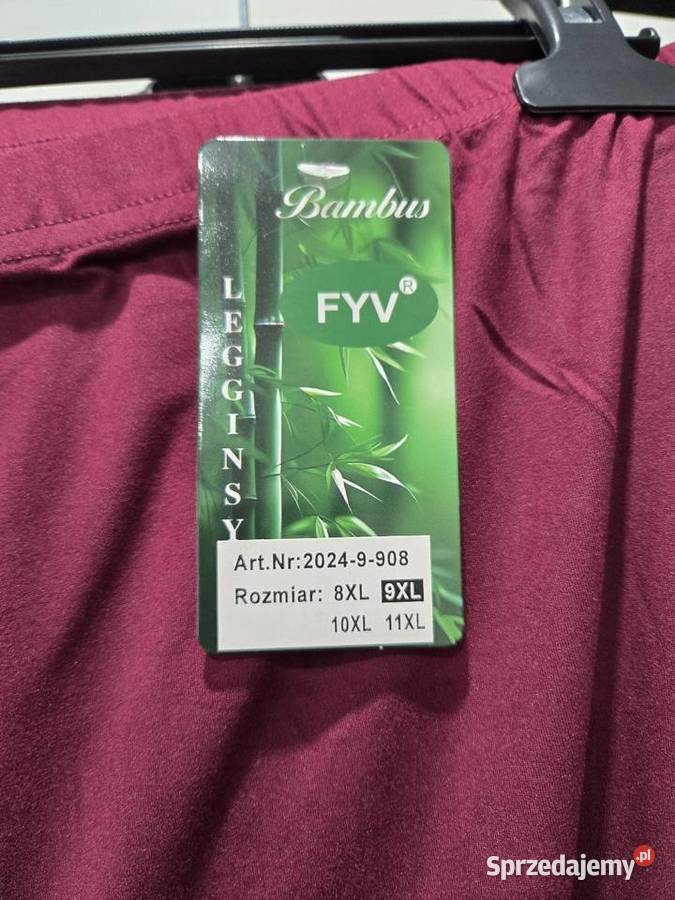 Bambus
FYV®
LEGGINSY
Art.Nr:2024-9-908
Rozmiar: 8XL 9XL
10XL 11XL
Sprzedajemy.pl